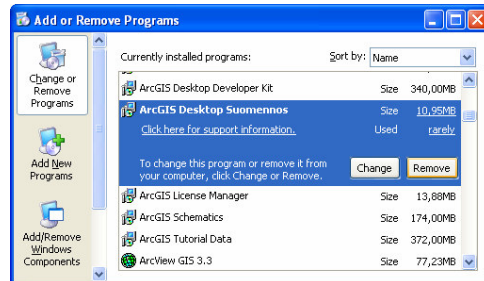 Add or Remove Programs
Currently installed programs:
Sort by: Name
Change or
Remove
Programs
Add New
Programs
Add/Remove
Windows
Components
ArcGIS Desktop Developer Kit Size 340,00MB
ArcGIS Desktop Suomennos Size 10,95MB
Click here for support information. Used rarely
To change this program or remove it from
your computer, click Change or Remove. Change Remove
ArcGIS License Manager Size 13,88MB
ArcGIS Schematics Size 174,00MB
ArcGIS Tutorial Data Size 372,00MB
ArcView GIS 3.3 Size 77,23MB